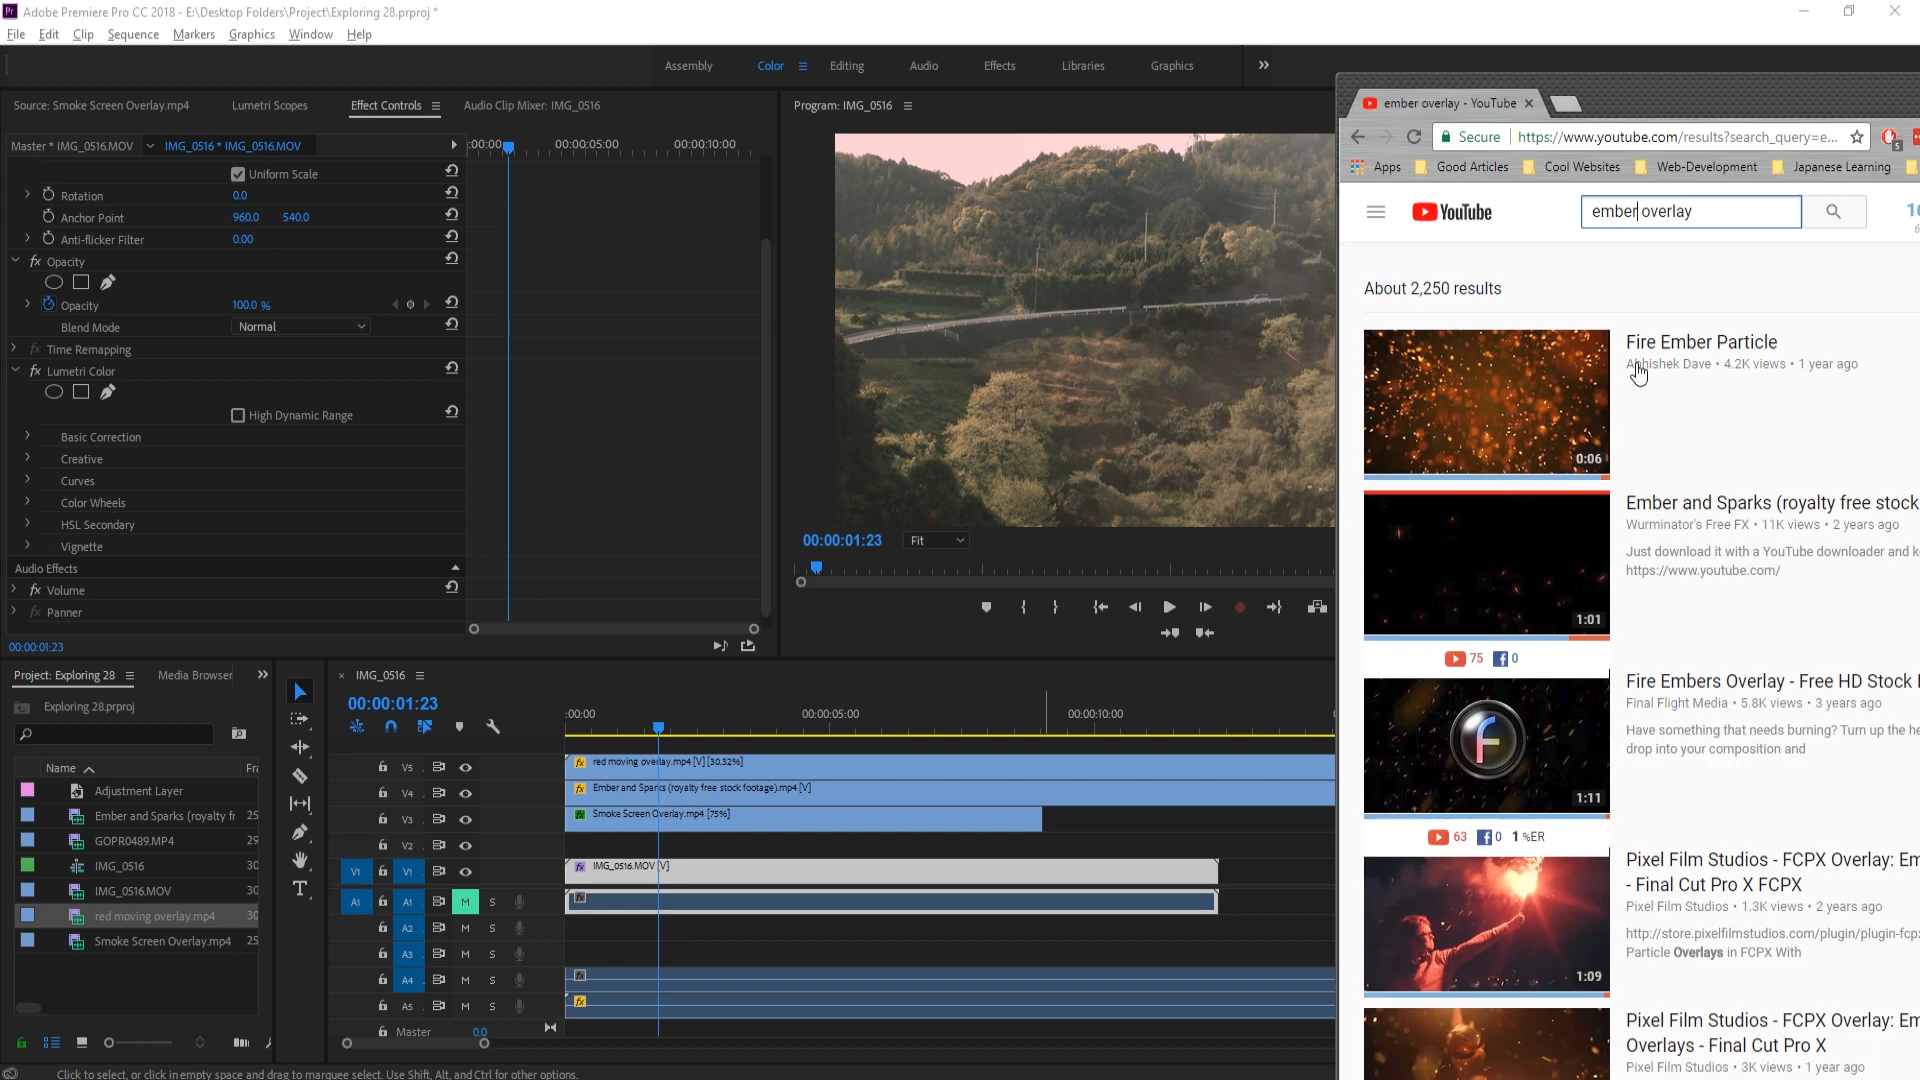 Adobe Premiere Pro CC 2018 - E:\Desktop Folders\Project\Exploring 28.prproj *
File Edit Clip Sequence Markers Graphics Window Help
Assembly Color Editing Audio Effects Libraries Graphics
Source: Smoke Screen Overlay.mp4 Lumetri Scopes Effect Controls Audio Clip Mixer: IMG_0516
Master * IMG_0516.MOV IMG_0516 * IMG_0516.MOV
:00:00 00:00:05:00 00:00:10:00
Uniform Scale
Rotation 0.0
Anchor Point 960.0 540.0
Anti-flicker Filter 0.00
fx Opacity
Opacity 100.0 %
Blend Mode Normal
fx Time Remapping
fx Lumetri Color
High Dynamic Range
Basic Correction
Creative
Curves
Color Wheels
HSL Secondary
Vignette
Audio Effects
fx Volume
fx Panner
00:00:01:23
Program: IMG_0516
00:00:01:23 Fit
Project: Exploring 28 Media Browser
Exploring 28.prproj
Name Fr
Adjustment Layer
Ember and Sparks (royalty fr 25
GOPR0489.MP4 29
IMG_0516 30
IMG_0516.MOV 30
red moving overlay.mp4 30
Smoke Screen Overlay.mp4 25
× IMG_0516
00:00:01:23
:00:00 00:00:05:00 00:00:10:00
V5 fx red moving overlay.mp4 [V] [30.32%]
V4 fx Ember and Sparks (royalty free stock footage).mp4 [V]
V3 fx Smoke Screen Overlay.mp4 [75%]
V2
V1 V1 fx IMG_0516.MOV [V]
A1 A1 M S fx
A2 M S
A3 M S
A4 M S fx
A5 M S fx
Master 0.0
Click to select, or click in empty space and drag to marquee select. Use Shift, Alt, and Ctrl for other options.
ember overlay - YouTube
Secure https://www.youtube.com/results?search_query=e...
5
Apps Good Articles Cool Websites Web-Development Japanese Learning
YouTube ember overlay
About 2,250 results
Fire Ember Particle
Abhishek Dave • 4.2K views • 1 year ago
0:06
Ember and Sparks (royalty free stock
Wurminator's Free FX • 11K views • 2 years ago
Just download it with a YouTube downloader and k
https://www.youtube.com/
1:01
75 0
Fire Embers Overlay - Free HD Stock
Final Flight Media • 5.8K views • 3 years ago
Have something that needs burning? Turn up the he
drop into your composition and
1:11
63 0 1 %ER
Pixel Film Studios - FCPX Overlay: Em
- Final Cut Pro X FCPX
Pixel Film Studios • 1.3K views • 2 years ago
http://store.pixelfilmstudios.com/plugin/plugin-fcp
Particle Overlays in FCPX With
1:09
Pixel Film Studios - FCPX Overlay: Em
Overlays - Final Cut Pro X
Pixel Film Studios • 3K views • 1 year ago